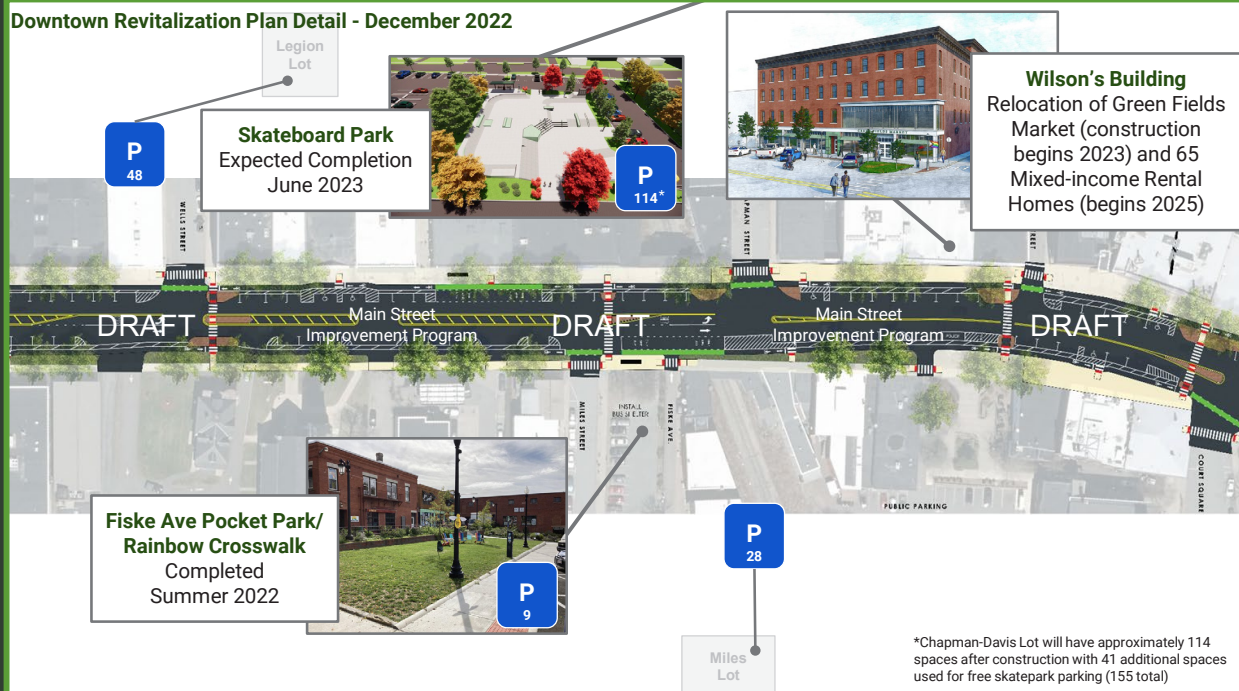 Downtown Revitalization Plan Detail - December 2022
Legion
Lot
P
48
Skateboard Park
Expected Completion
June 2023
P
114*
Wilson's Building
Relocation of Green Fields
Market (construction
begins 2023) and 65
Mixed-income Rental
Homes (begins 2025)
WELLS STREET
STREET
DRAFT
Main Street
Improvement Program
DRAFT
Main Street
Improvement Program
DRAFT
MILES STREET
INSTALL
BUS SHELTER
FISKE AVE
COURT SQUARE
PUBLIC PARKING
Fiske Ave Pocket Park/
Rainbow Crosswalk
Completed
Summer 2022
P
9
P
28
Miles
Lot
*Chapman-Davis Lot will have approximately 114
spaces after construction with 41 additional spaces
used for free skatepark parking (155 total)